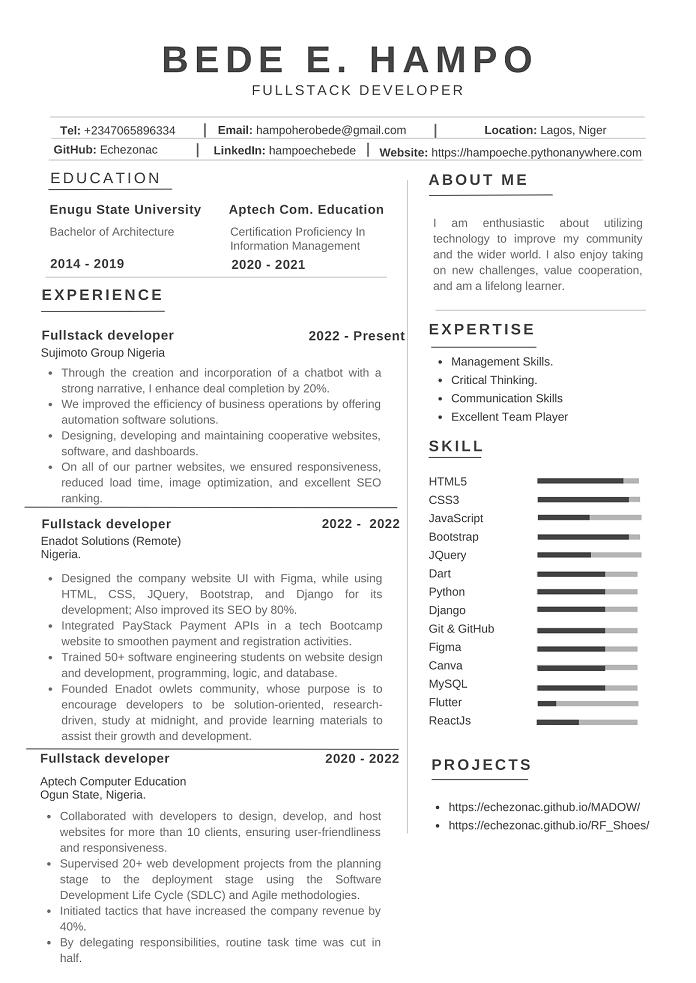 BEDE E. HAMPO
FULLSTACK DEVELOPER
Tel: +2347065896334 | Email: hampoherobede@gmail.com | Location: Lagos, Niger
GitHub: Echezonac | LinkedIn: hampoechebede | Website: https://hampoeche.pythonanywhere.com
EDUCATION
Enugu State University
Bachelor of Architecture
2014 - 2019
Aptech Com. Education
Certification Proficiency In
Information Management
2020 - 2021
EXPERIENCE
Fullstack developer 2022 - Present
Sujimoto Group Nigeria
• Through the creation and incorporation of a chatbot with a
strong narrative, I enhance deal completion by 20%.
• We improved the efficiency of business operations by offering
automation software solutions.
• Designing, developing and maintaining cooperative websites,
software, and dashboards.
• On all of our partner websites, we ensured responsiveness,
reduced load time, image optimization, and excellent SEO
ranking.
Fullstack developer 2022 - 2022
Enadot Solutions (Remote)
Nigeria.
• Designed the company website UI with Figma, while using
HTML, CSS, JQuery, Bootstrap, and Django for its
development; Also improved its SEO by 80%.
• Integrated PayStack Payment APIs in a tech Bootcamp
website to smoothen payment and registration activities.
• Trained 50+ software engineering students on website design
and development, programming, logic, and database.
• Founded Enadot owlets community, whose purpose is to
encourage developers to be solution-oriented, research-
driven, study at midnight, and provide learning materials to
assist their growth and development.
Fullstack developer 2020 - 2022
Aptech Computer Education
Ogun State, Nigeria.
• Collaborated with developers to design, develop, and host
websites for more than 10 clients, ensuring user-friendliness
and responsiveness.
• Supervised 20+ web development projects from the planning
stage to the deployment stage using the Software
Development Life Cycle (SDLC) and Agile methodologies.
• Initiated tactics that have increased the company revenue by
40%.
• By delegating responsibilities, routine task time was cut in
half.
ABOUT ME
I am enthusiastic about utilizing
technology to improve my community
and the wider world. I also enjoy taking
on new challenges, value cooperation,
and am a lifelong learner.
EXPERTISE
• Management Skills.
• Critical Thinking.
• Communication Skills
• Excellent Team Player
SKILL
HTML5
CSS3
JavaScript
Bootstrap
JQuery
Dart
Python
Django
Git & GitHub
Figma
Canva
MySQL
Flutter
ReactJs
PROJECTS
• https://echezonac.github.io/MADOW/
• https://echezonac.github.io/RF_Shoes/